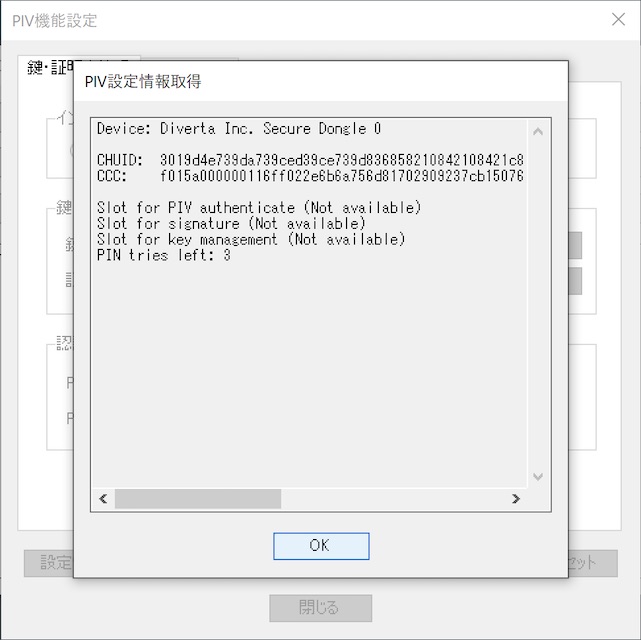 PIV機能設定
鍵・証明
PIV設定情報取得
Device: Diverta Inc. Secure Dongle 0
CHUID: 3019d4e739da739ced39ce739d836858210842108421c8
CCC: f015a000000116ff022e6b6a756d81702909237cb15076
Slot for PIV authenticate (Not available)
Slot for signature (Not available)
Slot for key management (Not available)
PIN tries left: 3
OK
設定
セット
閉じる